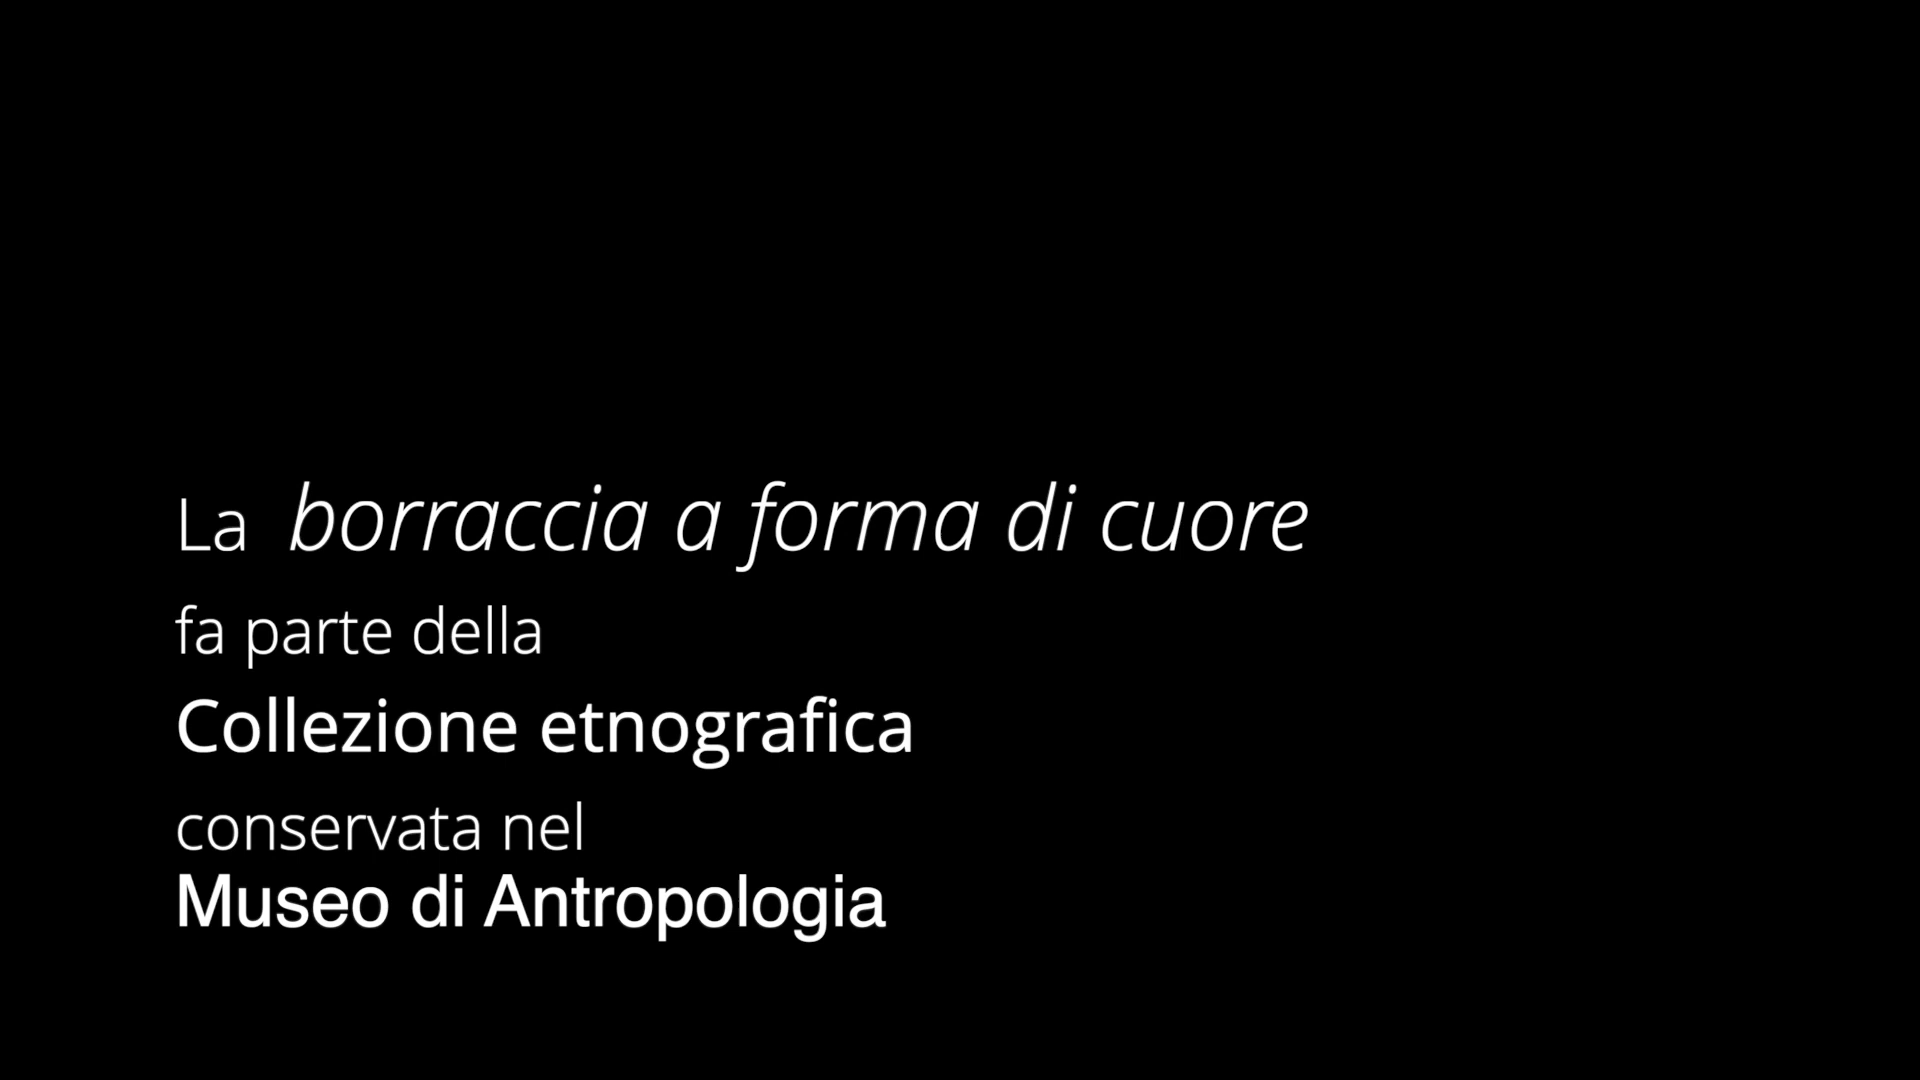 La borraccia a forma di cuore
fa parte della
Collezione etnografica
conservata nel
Museo di Antropologia